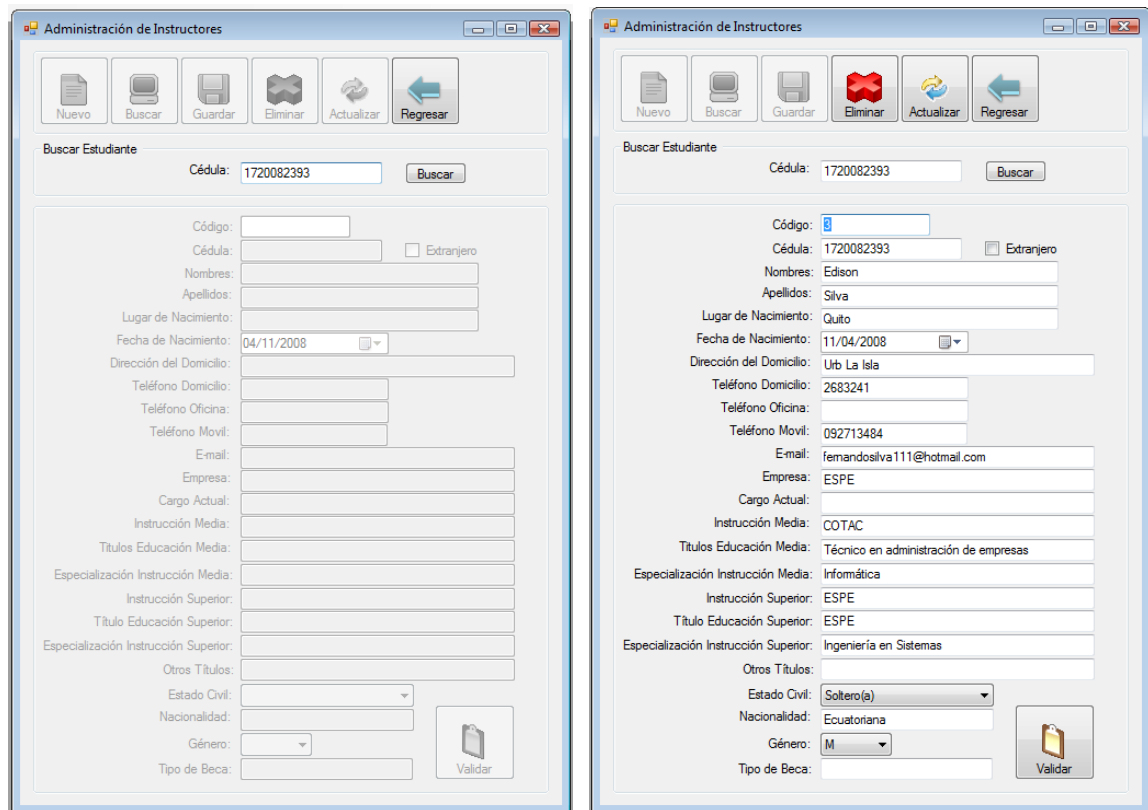 Administración de Instructores
Nuevo Buscar Guardar Eliminar Actualizar Regresar
Buscar Estudiante
Cédula: 1720082393 Buscar
Código:
Cédula: Extranjero
Nombres:
Apellidos:
Lugar de Nacimiento:
Fecha de Nacimiento: 04/11/2008
Dirección del Domicilio:
Teléfono Domicilio:
Teléfono Oficina:
Teléfono Movil:
E-mail:
Empresa:
Cargo Actual:
Instrucción Media:
Titulos Educación Media:
Especialización Instrucción Media:
Instrucción Superior:
Título Educación Superior:
Especialización Instrucción Superior:
Otros Títulos:
Estado Civil:
Nacionalidad:
Género:
Tipo de Beca:
Validar
Administración de Instructores
Nuevo Buscar Guardar Eliminar Actualizar Regresar
Buscar Estudiante
Cédula: 1720082393 Buscar
Código: 3
Cédula: 1720082393 Extranjero
Nombres: Edison
Apellidos: Silva
Lugar de Nacimiento: Quito
Fecha de Nacimiento: 11/04/2008
Dirección del Domicilio: Urb La Isla
Teléfono Domicilio: 2683241
Teléfono Oficina:
Teléfono Movil: 092713484
E-mail: fernandosilva111@hotmail.com
Empresa: ESPE
Cargo Actual:
Instrucción Media: COTAC
Titulos Educación Media: Técnico en administración de empresas
Especialización Instrucción Media: Informática
Instrucción Superior: ESPE
Título Educación Superior: ESPE
Especialización Instrucción Superior: Ingeniería en Sistemas
Otros Títulos:
Estado Civil: Soltero(a)
Nacionalidad: Ecuatoriana
Género: M
Tipo de Beca:
Validar